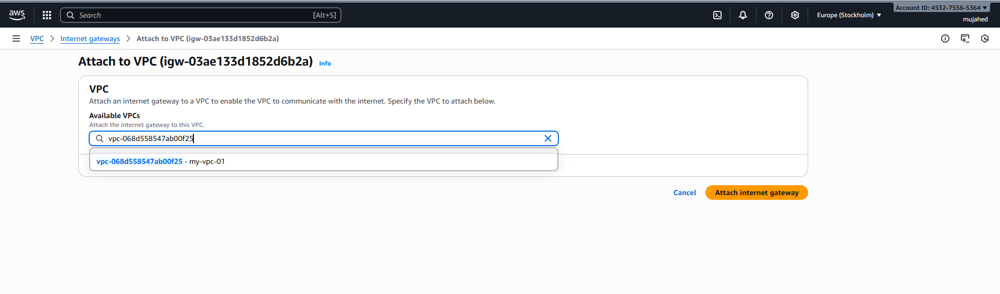 aws
Search [Alt+S]
Europe (Stockholm) ▼
Account ID: 4532-7556-5364 ▼
mujahed
VPC > Internet gateways > Attach to VPC (igw-03ae133d1852d6b2a)
Attach to VPC (igw-03ae133d1852d6b2a) Info
VPC
Attach an internet gateway to a VPC to enable the VPC to communicate with the internet. Specify the VPC to attach below.
Available VPCs
Attach the internet gateway to this VPC.
vpc-068d558547ab00f25
vpc-068d558547ab00f25 - my-vpc-01
Cancel Attach internet gateway